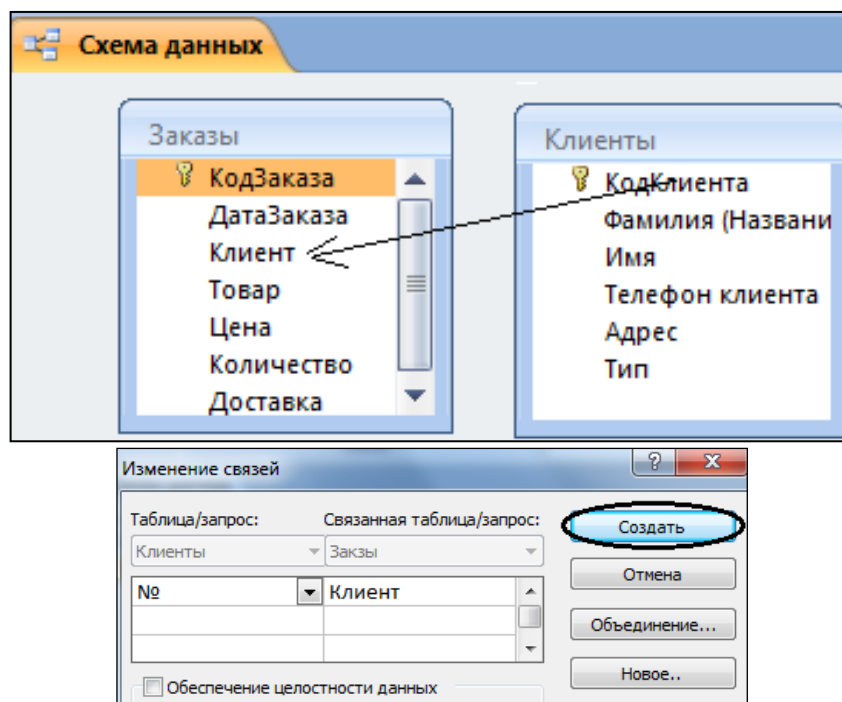 Схема данных
Заказы
КодЗаказа
ДатаЗаказа
Клиент
Товар
Цена
Количество
Доставка
Клиенты
КодКлиента
Фамилия (Названи
Имя
Телефон клиента
Адрес
Тип
Изменение связей
? X
Таблица/запрос: Связанная таблица/запрос:
Клиенты Закзы
№ Клиент
Создать
Отмена
Объединение...
Новое..
Обеспечение целостности данных